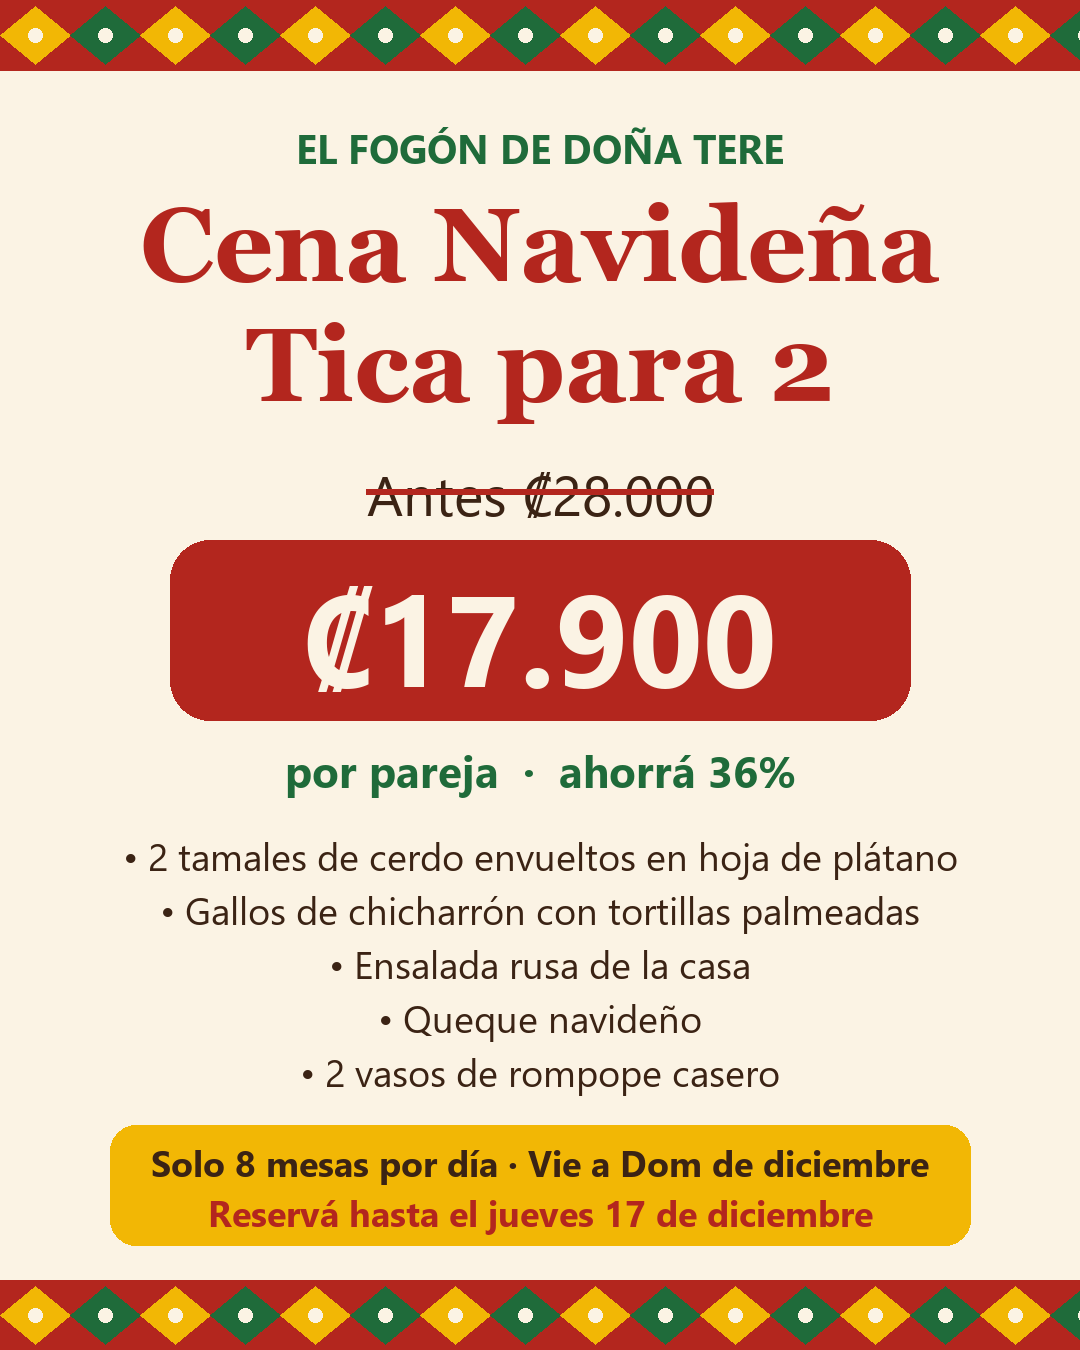 EL FOGÓN DE DOÑA TERE
Cena Navideña
Tica para 2
Antes ₡28.000
₡17.900
por pareja · ahorrá 36%
• 2 tamales de cerdo envueltos en hoja de plátano
• Gallos de chicharrón con tortillas palmeadas
• Ensalada rusa de la casa
• Queque navideño
• 2 vasos de rompope casero
Solo 8 mesas por día · Vie a Dom de diciembre
Reservá hasta el jueves 17 de diciembre